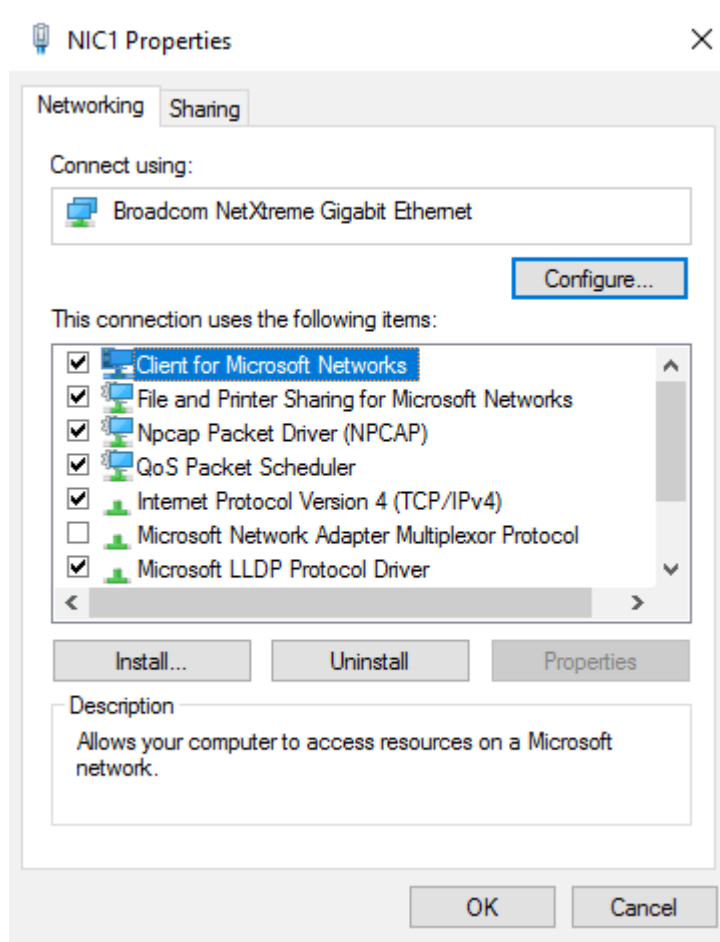 NIC1 Properties
Networking
Sharing
Connect using:
Broadcom NetXtreme Gigabit Ethernet
Configure...
This connection uses the following items:
Client for Microsoft Networks
File and Printer Sharing for Microsoft Networks
Npcap Packet Driver (NPCAP)
QoS Packet Scheduler
Internet Protocol Version 4 (TCP/IPv4)
Microsoft Network Adapter Multiplexor Protocol
Microsoft LLDP Protocol Driver
Install...
Uninstall
Properties
Description
Allows your computer to access resources on a Microsoft
network.
OK
Cancel